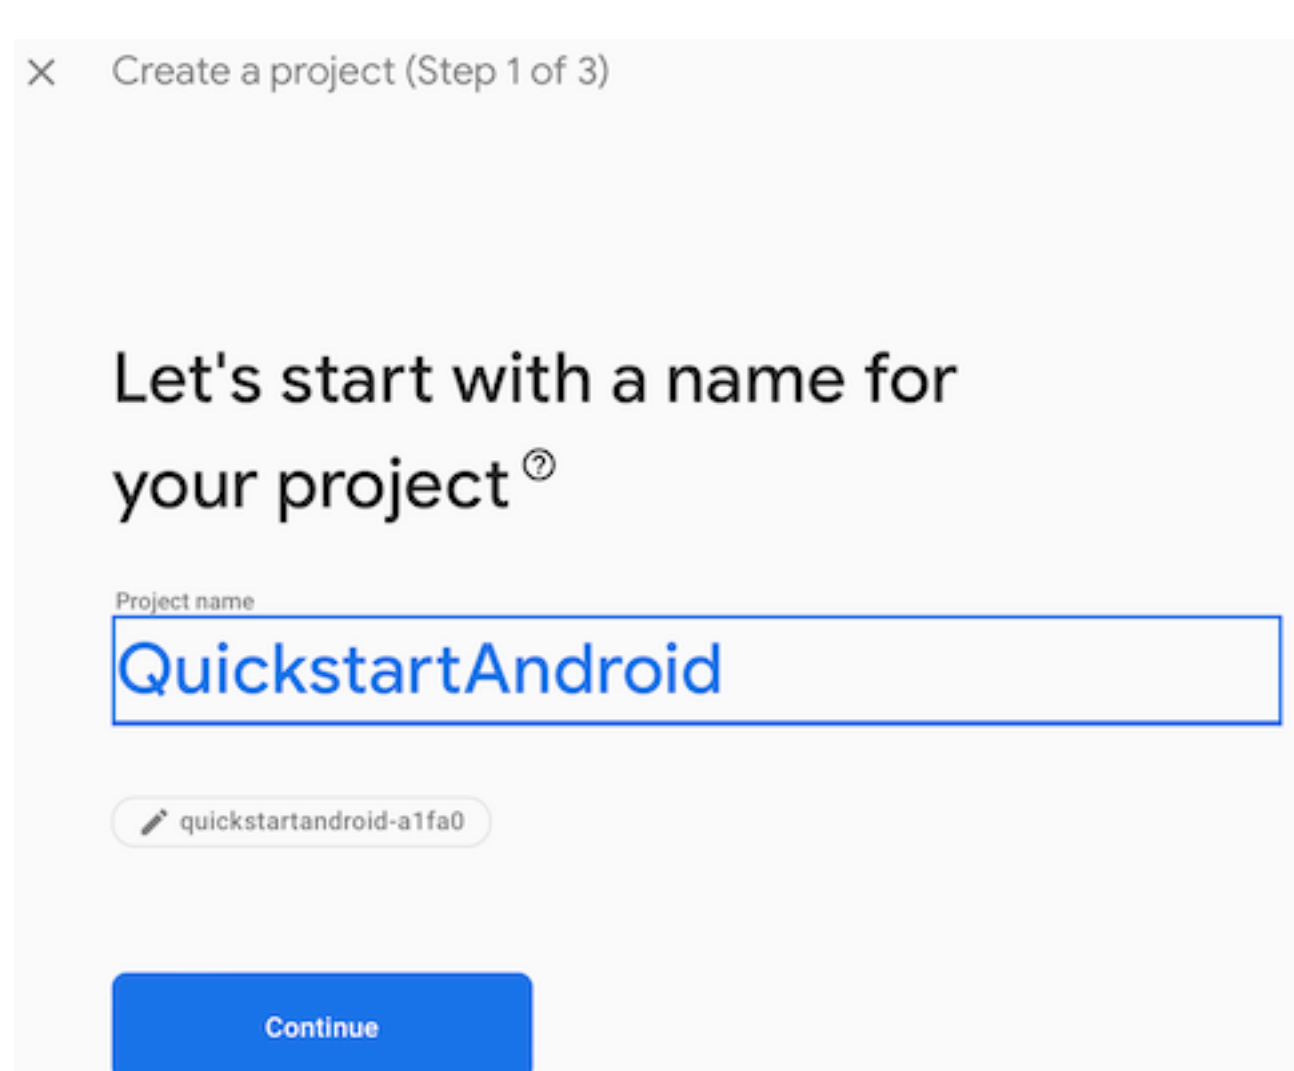 Create a project (Step 1 of 3)
Let's start with a name for
your project
Project name
QuickstartAndroid
quickstartandroid-a1fa0
Continue